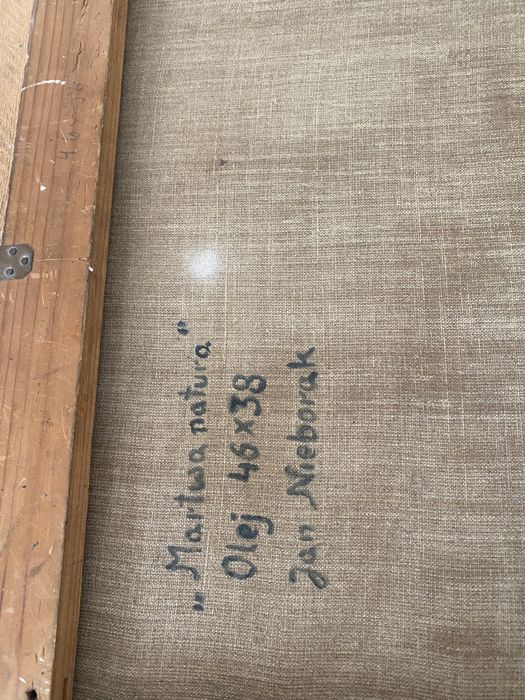 „Martwa natura"
Olej 46x38
Jan Nieborak